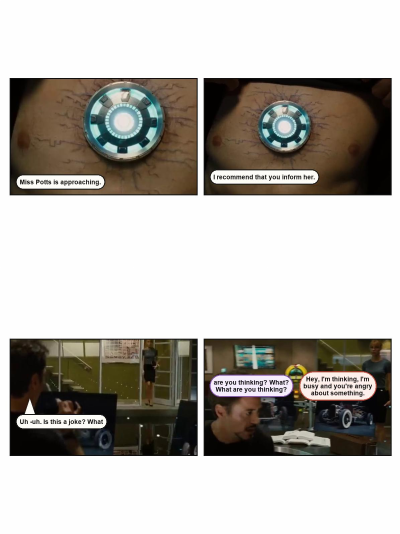 Miss Potts is approaching.
I recommend that you inform her.
Uh -uh. Is this a joke? What
are you thinking? What?
What are you thinking?
Hey, I'm thinking, I'm
busy and you're angry
about something.